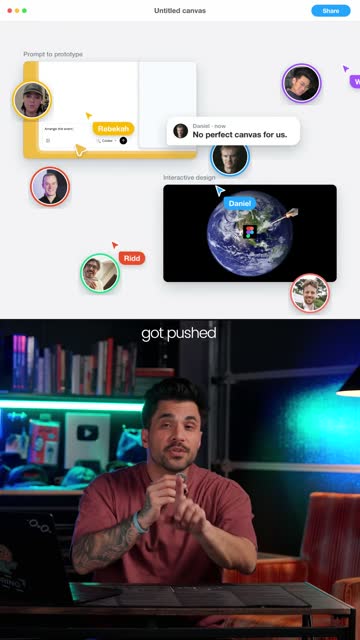 Untitled canvas
Share
Prompt to prototype
Rebekah
Daniel · now
No perfect canvas for us.
Interactive design
Daniel
Ridd
got pushed